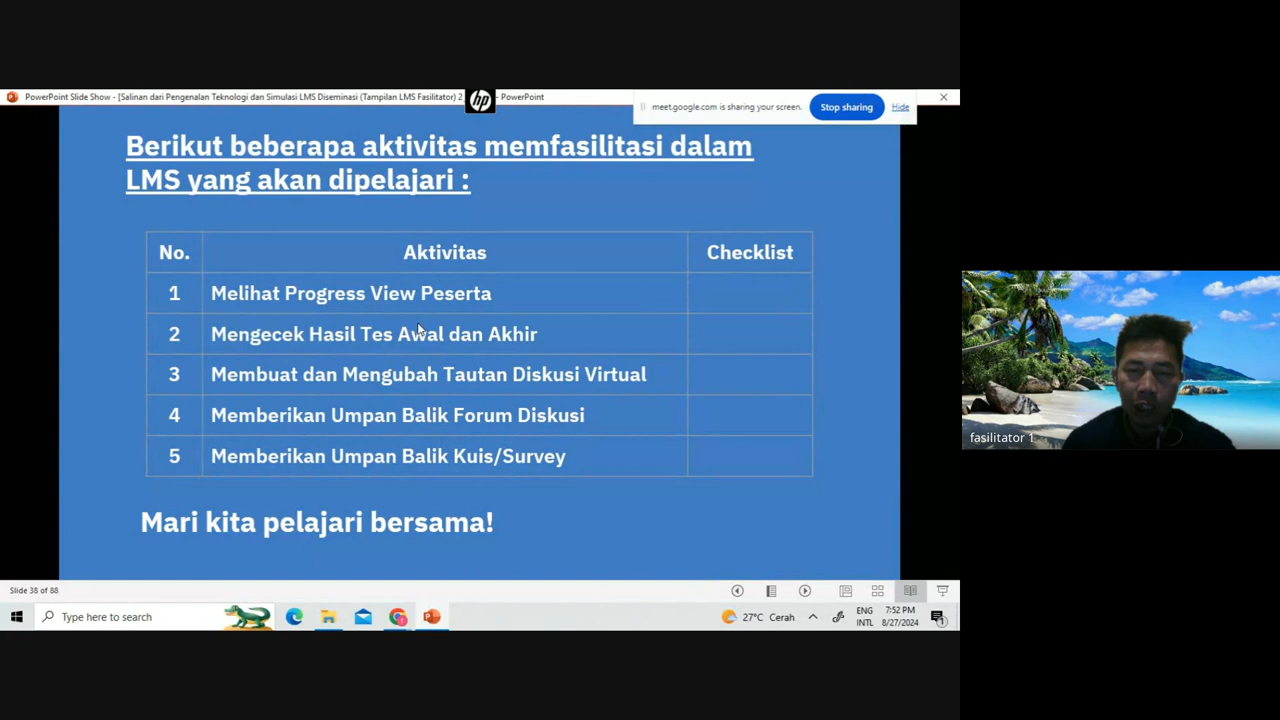 PowerPoint Slide Show - [Salinan dari Pengenalan Teknologi dan Simulasi LMS Diseminasi (Tampilan LMS Fasilitator) 2 - PowerPoint
hp
meet.google.com is sharing your screen.
Stop sharing
Hide
Berikut beberapa aktivitas memfasilitasi dalam
LMS yang akan dipelajari :
No. Aktivitas Checklist
1 Melihat Progress View Peserta
2 Mengecek Hasil Tes Awal dan Akhir
3 Membuat dan Mengubah Tautan Diskusi Virtual
4 Memberikan Umpan Balik Forum Diskusi
5 Memberikan Umpan Balik Kuis/Survey
Mari kita pelajari bersama!
fasilitator 1
Slide 38 of 88
Type here to search
27°C Cerah
ENG
INTL
7:52 PM
8/27/2024
1